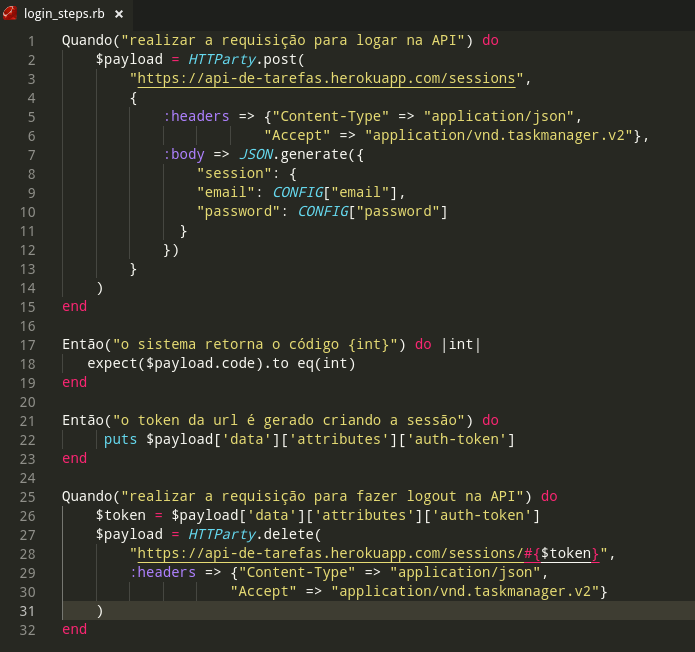 login_steps.rb ×
1 Quando("realizar a requisição para logar na API") do
2 $payload = HTTParty.post(
3 "https://api-de-tarefas.herokuapp.com/sessions",
4 {
5 :headers => {"Content-Type" => "application/json",
6 "Accept" => "application/vnd.taskmanager.v2"},
7 :body => JSON.generate({
8 "session": {
9 "email": CONFIG["email"],
10 "password": CONFIG["password"]
11 }
12 })
13 }
14 )
15 end
16
17 Então("o sistema retorna o código {int}") do |int|
18 expect($payload.code).to eq(int)
19 end
20
21 Então("o token da url é gerado criando a sessão") do
22 puts $payload['data']['attributes']['auth-token']
23 end
24
25 Quando("realizar a requisição para fazer logout na API") do
26 $token = $payload['data']['attributes']['auth-token']
27 $payload = HTTParty.delete(
28 "https://api-de-tarefas.herokuapp.com/sessions/#{$token}",
29 :headers => {"Content-Type" => "application/json",
30 "Accept" => "application/vnd.taskmanager.v2"}
31 )
32 end